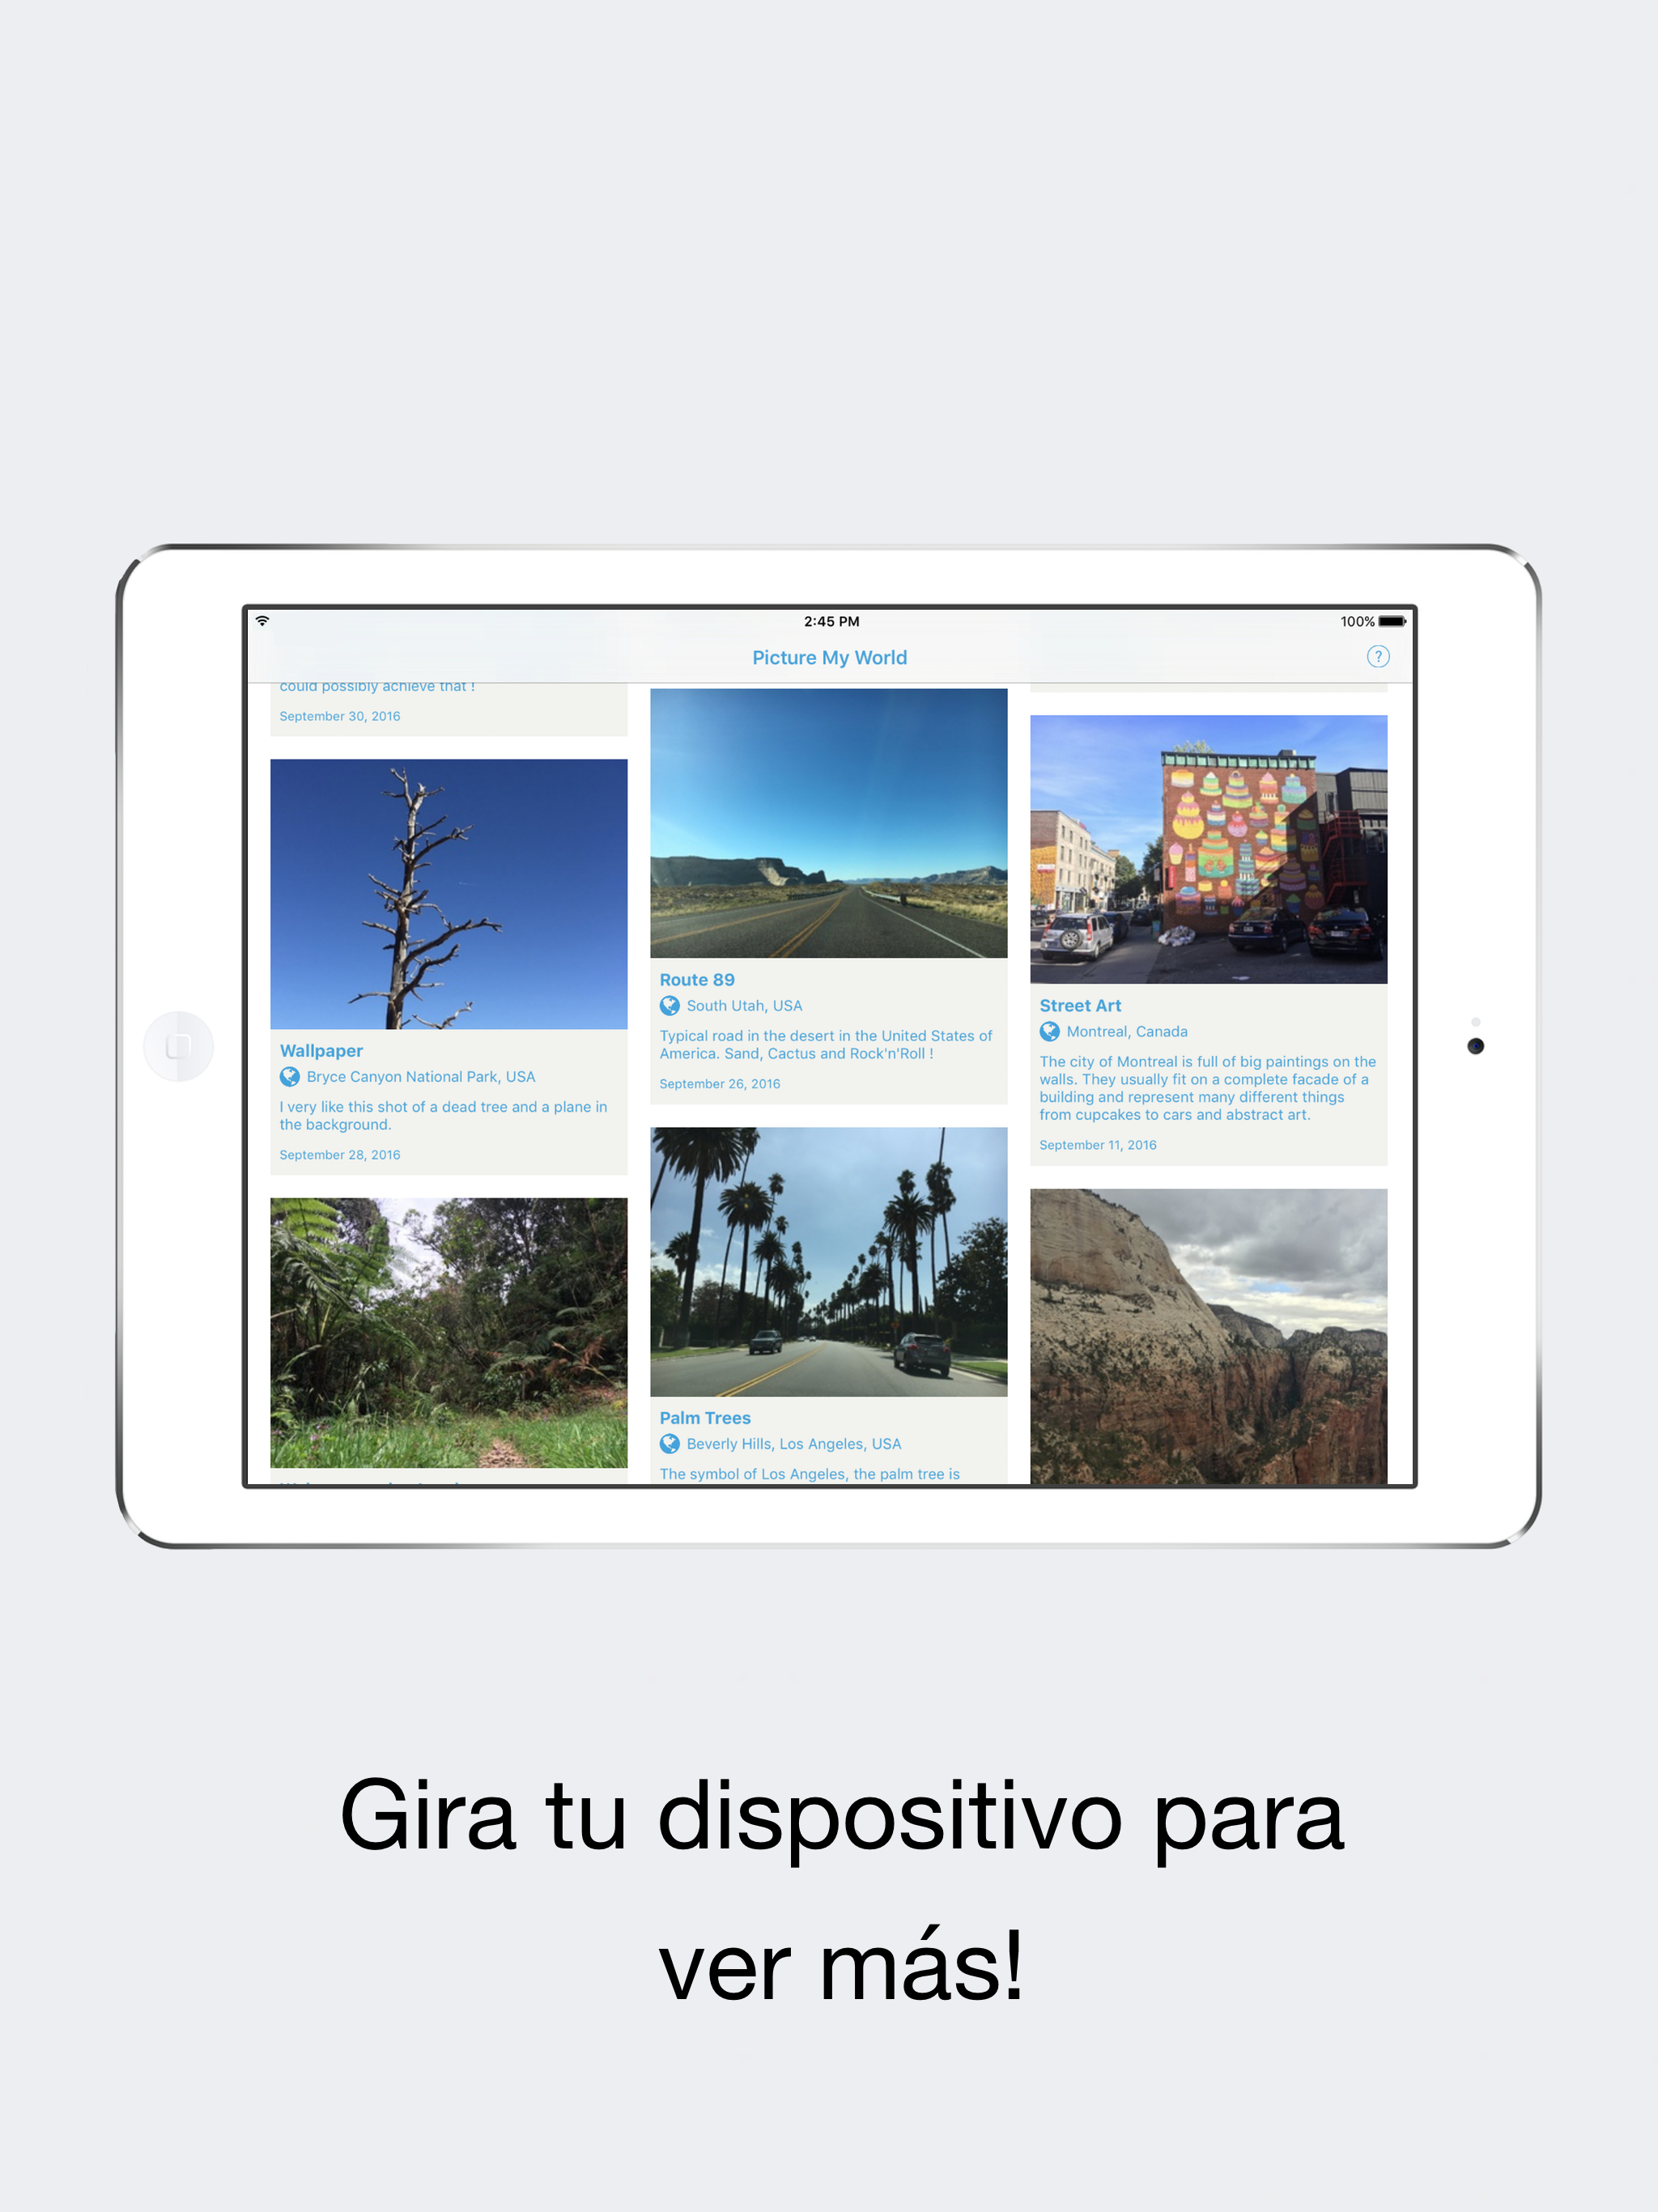 2:45 PM
100%
Picture My World
?
could possibly achieve that !
September 30, 2016
Wallpaper
Bryce Canyon National Park, USA
I very like this shot of a dead tree and a plane in
the background.
September 28, 2016
Route 89
South Utah, USA
Typical road in the desert in the United States of
America. Sand, Cactus and Rock'n'Roll !
September 26, 2016
Palm Trees
Beverly Hills, Los Angeles, USA
The symbol of Los Angeles, the palm tree is
Street Art
Montreal, Canada
The city of Montreal is full of big paintings on the
walls. They usually fit on a complete facade of a
building and represent many different things
from cupcakes to cars and abstract art.
September 11, 2016
Gira tu dispositivo para
ver más!